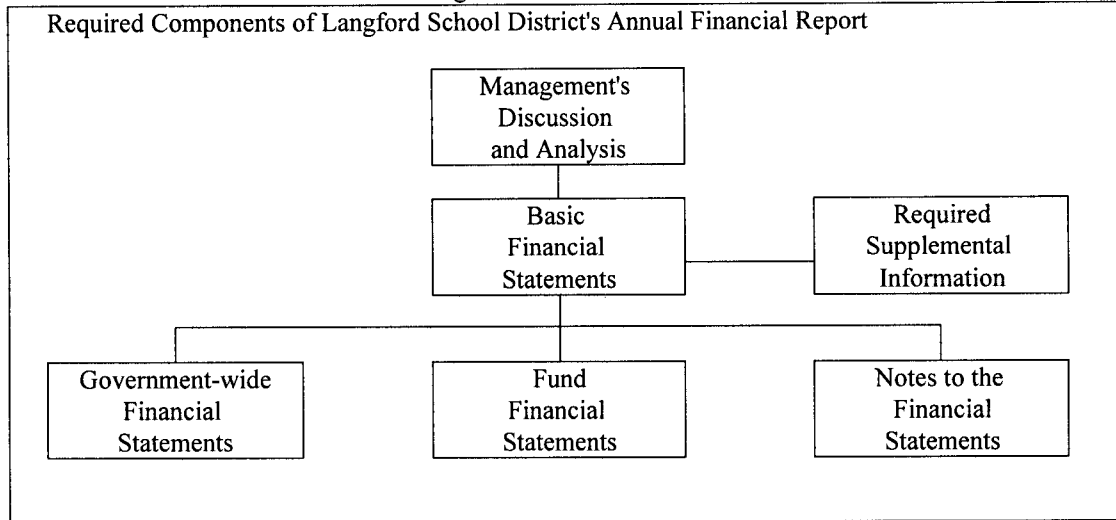 Required Components of Langford School District's Annual Financial Report
Management's
Discussion
and Analysis
Basic
Financial
Statements
Required
Supplemental
Information
Government-wide
Financial
Statements
Fund
Financial
Statements
Notes to the
Financial
Statements